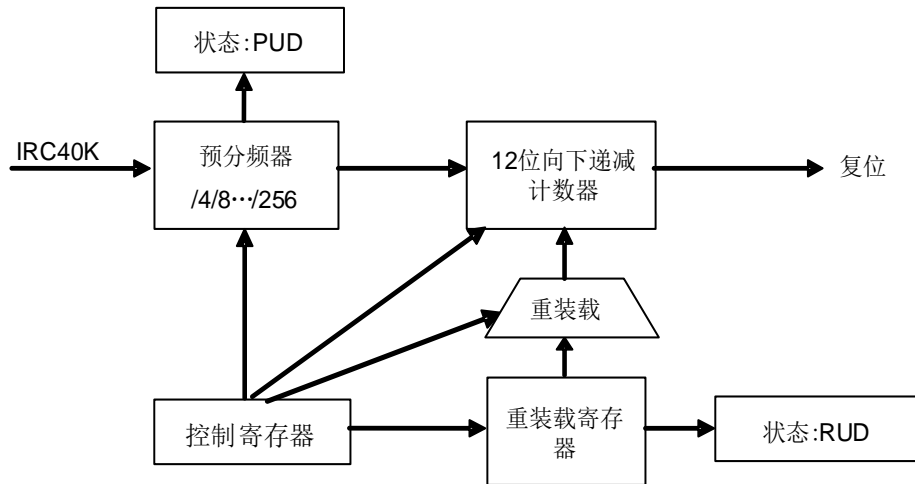 状态:PUD
IRC40K
预分频器
/4/8…/256
12位向下递减
计数器
复位
重装载
控制寄存器
重装载寄存
器
状态:RUD